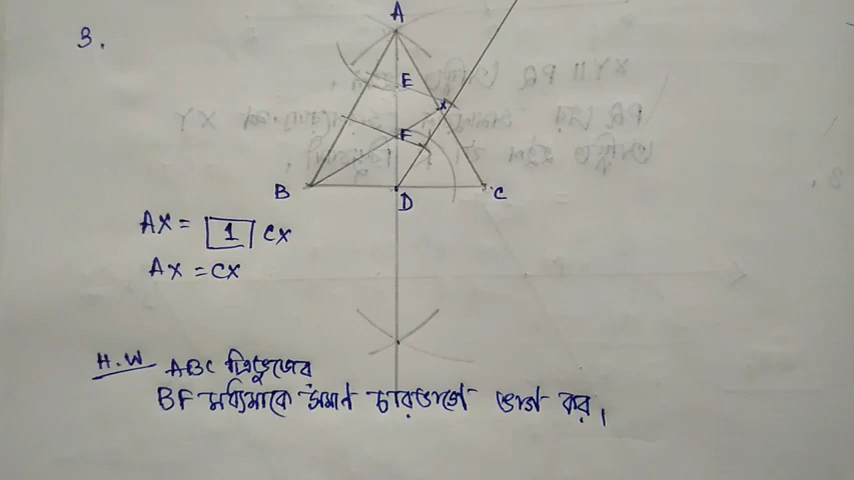 3.
A
E
X
F
B
D
C
AX = 1 CX
AX = CX
H.W ABC ত্রিভুজের
BF মধ্যমাকে সমান চারভাগে ভাগ কর।